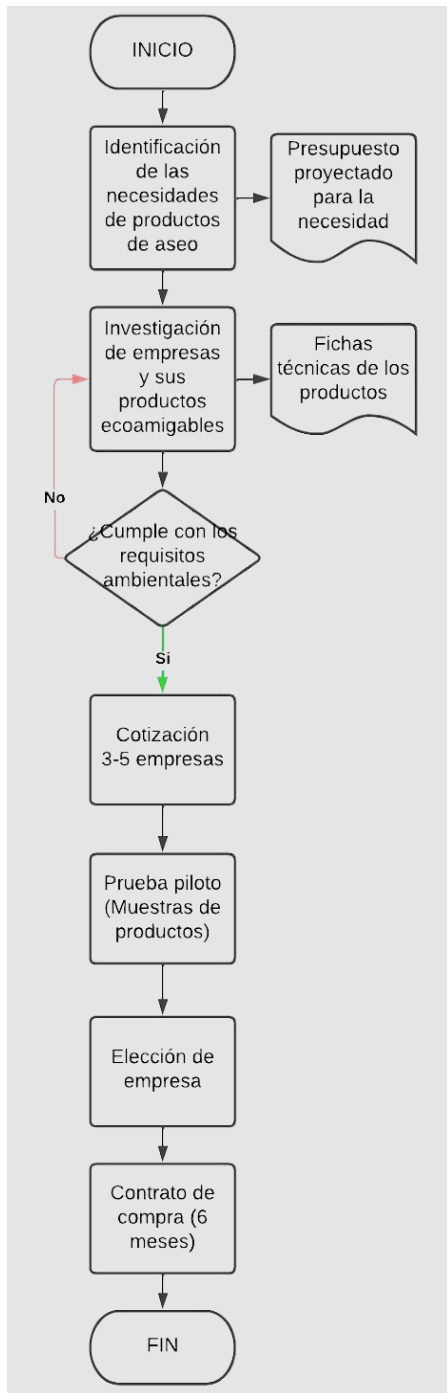 INICIO
Identificación
de las
necesidades
de productos
de aseo
Presupuesto
proyectado
para la
necesidad
Investigación
de empresas
y sus
productos
ecoamigables
Fichas
técnicas de los
productos
No
¿Cumple con los
requisitos
ambientales?
Si
Cotización
3-5 empresas
Prueba piloto
(Muestras de
productos)
Elección de
empresa
Contrato de
compra (6
meses)
FIN